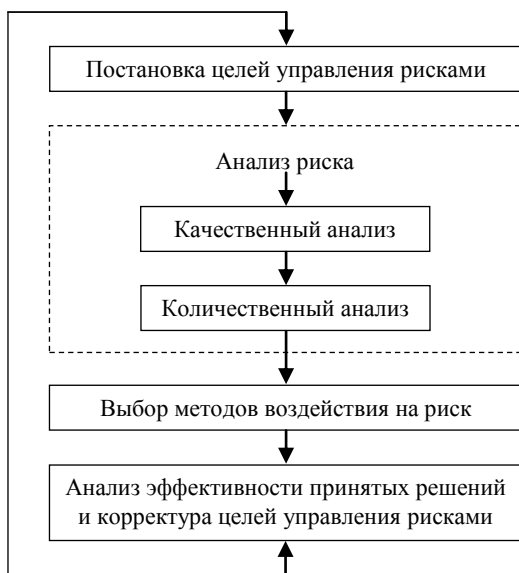 Постановка целей управления рисками
Анализ риска
Качественный анализ
Количественный анализ
Выбор методов воздействия на риск
Анализ эффективности принятых решений
и корректура целей управления рисками